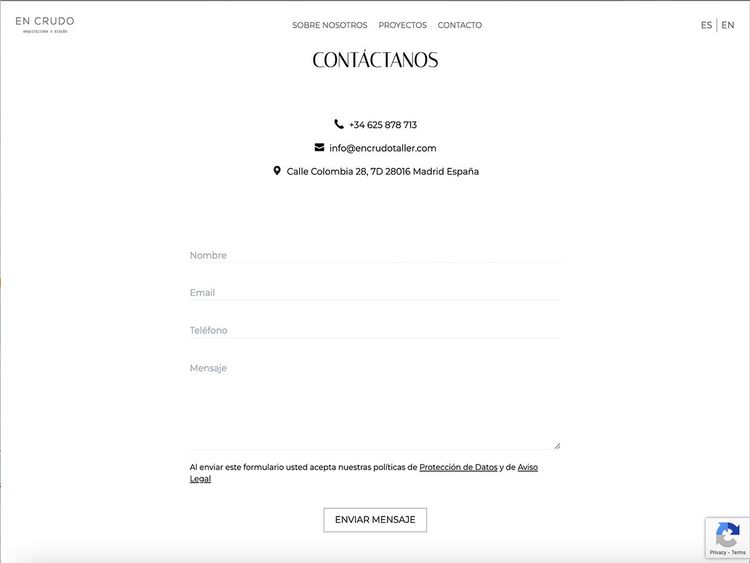 EN CRUDO
ARQUITECTURA Y DISEÑO
SOBRE NOSOTROS PROYECTOS CONTACTO
ES | EN
CONTÁCTANOS
+34 625 878 713
info@encrudotaller.com
Calle Colombia 28, 7D 28016 Madrid España
Nombre
Email
Teléfono
Mensaje
Al enviar este formulario usted acepta nuestras políticas de Protección de Datos y de Aviso
Legal
ENVIAR MENSAJE
Privacy - Terms